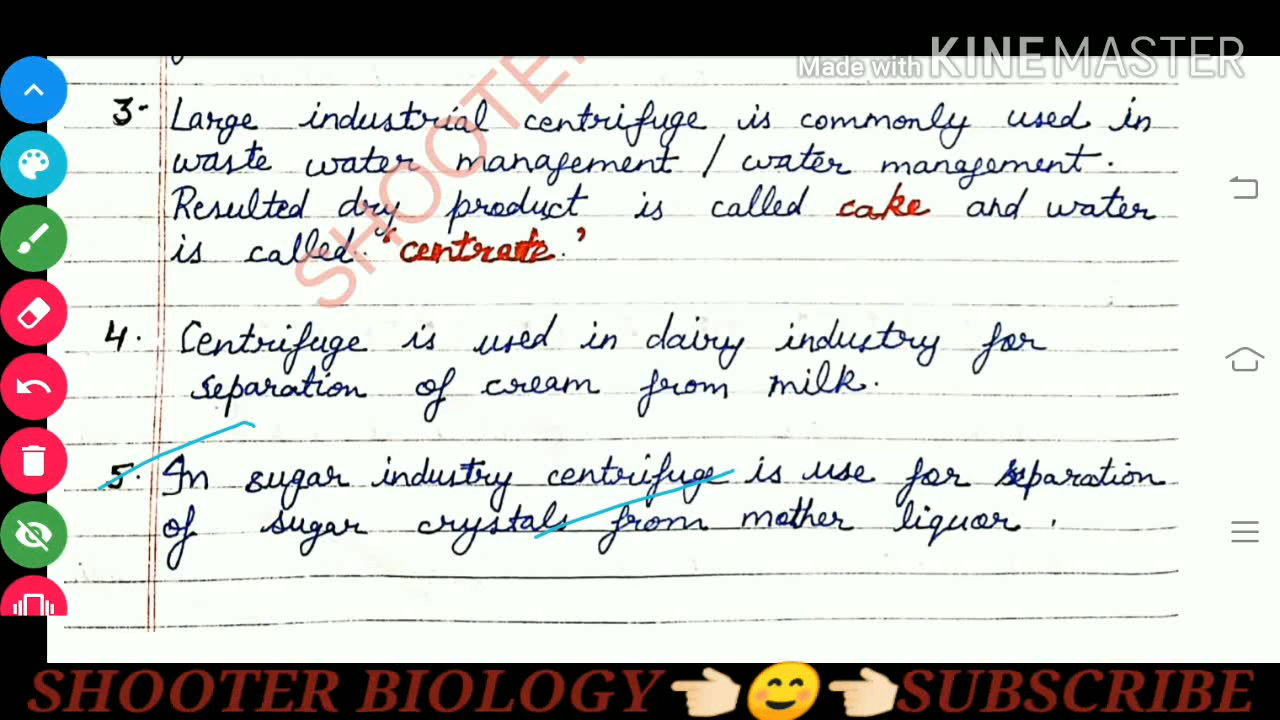 Made with KINEMASTER
3- Large industrial centrifuge is commonly used in
waste water management / water management.
Resulted dry product is called cake and water
is called 'centrate.'
4. Centrifuge is used in dairy industry for
separation of cream from milk.
5. In sugar industry centrifuge is use for separation
of sugar crystals from mother liquor.
SHOOTER
SHOOTER BIOLOGY 👈🏻😊👈🏻SUBSCRIBE